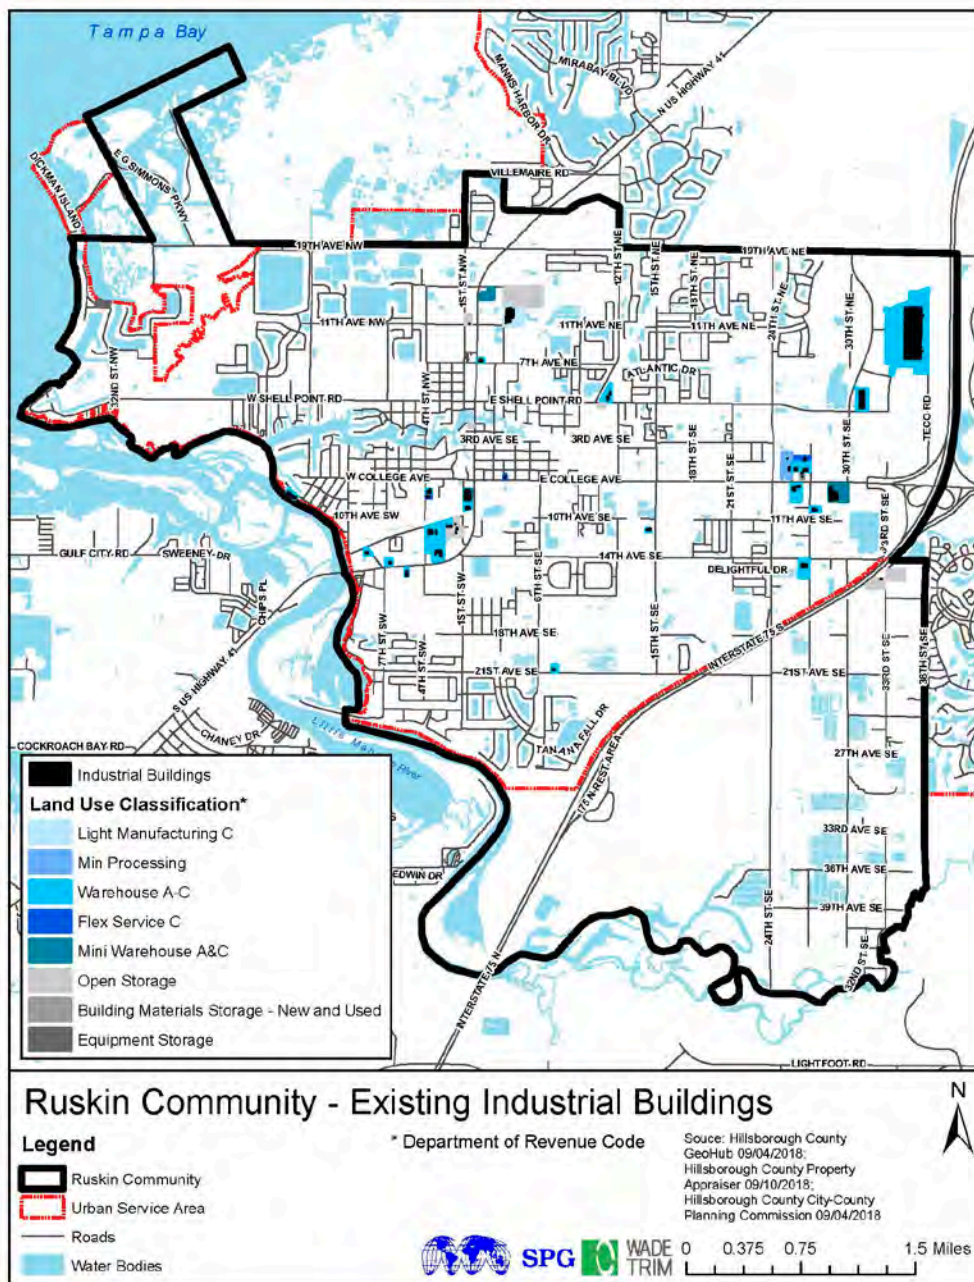 Tampa Bay
MANNS HARBOR DR
MIRABAY BLVD
N US HIGHWAY 41
DICKMAN ISLAND
E G SIMMONS PKWY
VILLEMAIRE RD
19TH AVE NW
12TH ST NE
15TH ST NE
19TH AVE NE
1ST ST NW
24TH ST NE
30TH ST NE
11TH AVE NW
11TH AVE NE
11TH AVE NE
32ND ST NW
7TH AVE NE
ATLANTIC DR
4TH ST NW
W SHELL POINT RD
E SHELL POINT RD
TECO RD
3RD AVE SE
3RD AVE SE
18TH ST SE
21ST ST SE
30TH ST SE
W COLLEGE AVE
E COLLEGE AVE
10TH AVE SW
10TH AVE SE
11TH AVE SE
33RD ST SE
GULF CITY RD
SWEENEY DR
14TH AVE SE
DELIGHTFUL DR
CHIPS PL
1ST ST SW
6TH ST SE
7TH ST SW
4TH ST SW
18TH AVE SE
15TH ST SE
INTERSTATE 75 S
33RD ST SE
36TH ST SE
21ST AVE SE
21ST AVE SE
S US HIGHWAY 41
CHANEY DR
TANANA FALL DR
COCKROACH BAY RD
I75 N REST AREA
27TH AVE SE
33RD AVE SE
36TH AVE SE
EDWIN DR
39TH AVE SE
24TH ST SE
32ND ST SE
INTERSTATE 75 N
LIGHTFOOT RD
Industrial Buildings
Land Use Classification*
Light Manufacturing C
Min Processing
Warehouse A-C
Flex Service C
Mini Warehouse A&C
Open Storage
Building Materials Storage - New and Used
Equipment Storage
Ruskin Community - Existing Industrial Buildings
N
Legend
* Department of Revenue Code
Souce: Hillsborough County
GeoHub 09/04/2018;
Hillsborough County Property
Appraiser 09/10/2018;
Hillsborough County City-County
Planning Commission 09/04/2018
Ruskin Community
Urban Service Area
Roads
Water Bodies
SPG
WADE
TRIM
0 0.375 0.75 1.5 Miles